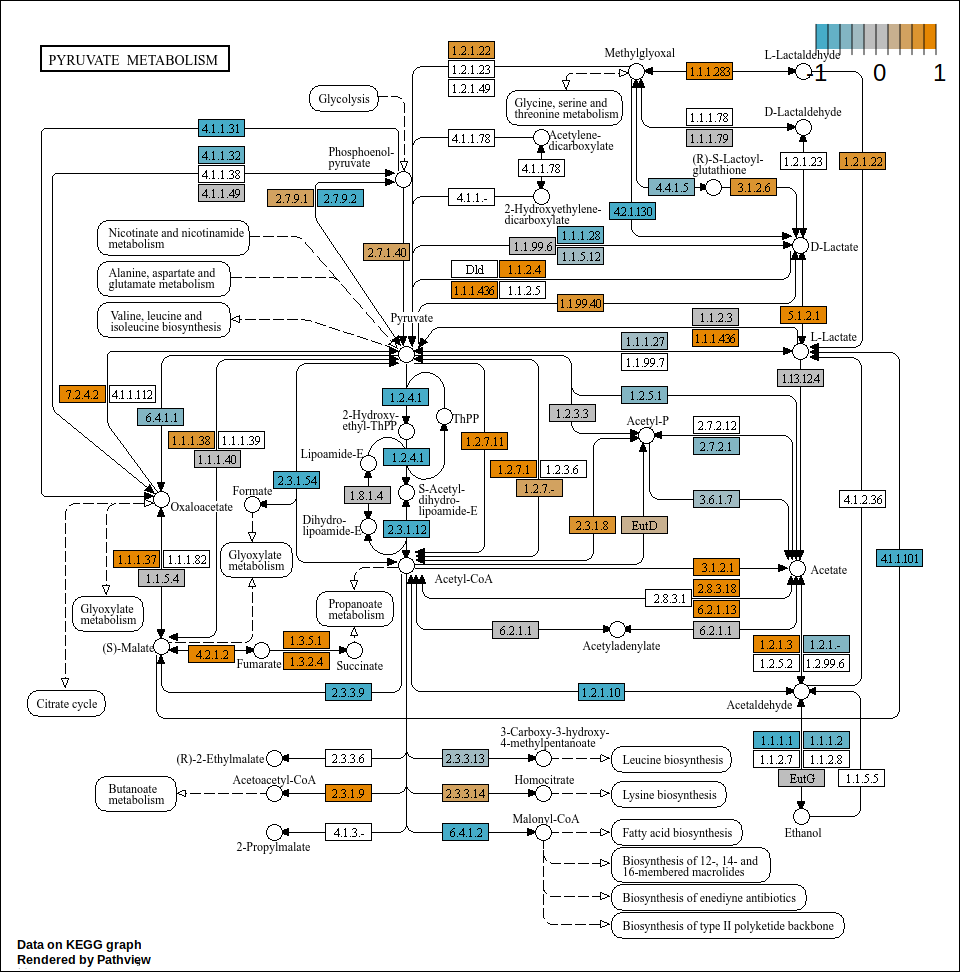 PYRUVATE METABOLISM
-1 0 1
1.2.1.22
1.2.1.23
1.2.1.49
Methylglyoxal
1.1.1.283
L-Lactaldehyde
Glycolysis
Glycine, serine and
threonine metabolism
1.1.1.78
1.1.1.79
D-Lactaldehyde
4.1.1.31
4.1.1.32
4.1.1.38
4.1.1.49
Phosphoenol-
pyruvate
4.1.1.78
Acetylene-
dicarboxylate
4.1.1.78
(R)-S-Lactoyl-
glutathione
1.2.1.23
1.2.1.22
2.7.9.1
2.7.9.2
4.1.1.-
2-Hydroxyethylene-
dicarboxylate
4.4.1.5
3.1.2.6
4.2.1.130
Nicotinate and nicotinamide
metabolism
2.7.1.40
1.1.99.6
1.1.1.28
1.1.5.12
D-Lactate
Alanine, aspartate and
glutamate metabolism
Dld
1.1.2.4
1.1.1.436
1.1.2.5
1.1.99.40
Valine, leucine and
isoleucine biosynthesis
Pyruvate
1.1.2.3
1.1.1.436
5.1.2.1
L-Lactate
1.1.1.27
1.1.99.7
1.13.12.4
7.2.4.2
4.1.1.112
6.4.1.1
1.2.4.1
1.2.5.1
2-Hydroxy-
ethyl-ThPP
ThPP
1.2.3.3
Acetyl-P
2.7.2.12
2.7.2.1
1.1.1.38
1.1.1.39
1.1.1.40
1.2.7.11
Lipoamide-E
1.2.4.1
1.2.7.1
1.2.3.6
1.2.7.-
2.3.1.54
Formate
1.8.1.4
S-Acetyl-
dihydro-
lipoamide-E
3.6.1.7
1.2.1.36
Oxaloacetate
Dihydro-
lipoamide-E
2.3.1.12
2.3.1.8
EutD
1.1.1.37
1.1.1.82
1.1.5.4
Glyoxylate
metabolism
4.1.1.101
Acetyl-CoA
3.1.2.1
Acetate
2.8.3.1
2.8.3.18
6.2.1.13
Glyoxylate
metabolism
Propanoate
metabolism
6.2.1.1
Acetyladenylate
6.2.1.1
(S)-Malate
4.2.1.2
Fumarate
1.3.5.1
1.3.2.4
Succinate
1.2.1.3
1.2.1.-
1.2.5.2
1.2.99.6
Citrate cycle
2.3.3.9
1.2.1.10
Acetaldehyde
3-Carboxy-3-hydroxy-
4-methylpentanoate
1.1.1.1
1.1.1.2
1.1.2.7
1.1.2.8
EutG
1.1.5.5
(R)-2-Ethylmalate
2.3.3.6
2.3.3.13
Leucine biosynthesis
Butanoate
metabolism
Acetoacetyl-CoA
2.3.1.9
2.3.3.14
Homocitrate
Lysine biosynthesis
Ethanol
2-Propylmalate
4.1.3.-
6.4.1.2
Malonyl-CoA
Fatty acid biosynthesis
Biosynthesis of 12-, 14- and
16-membered macrolides
Biosynthesis of enediyne antibiotics
Biosynthesis of type II polyketide backbone
Data on KEGG graph
Rendered by Pathview